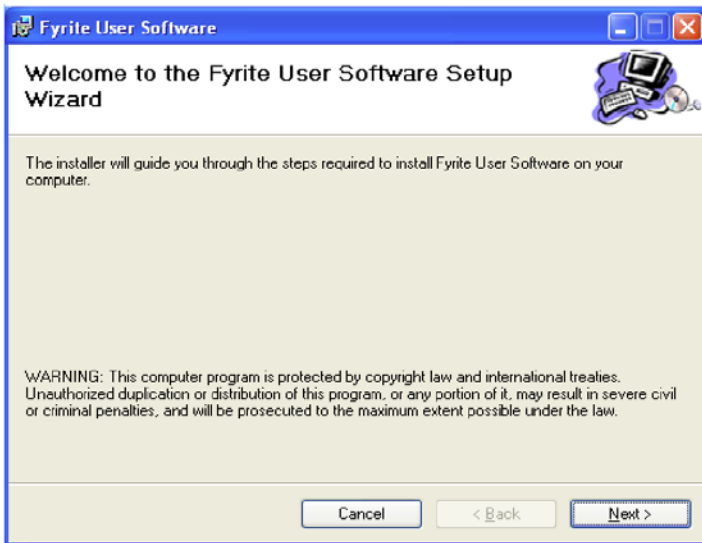 Fyrite User Software
Welcome to the Fyrite User Software Setup
Wizard
The installer will guide you through the steps required to install Fyrite User Software on your
computer.
WARNING: This computer program is protected by copyright law and international treaties.
Unauthorized duplication or distribution of this program, or any portion of it, may result in severe civil
or criminal penalties, and will be prosecuted to the maximum extent possible under the law.
Cancel < Back Next >